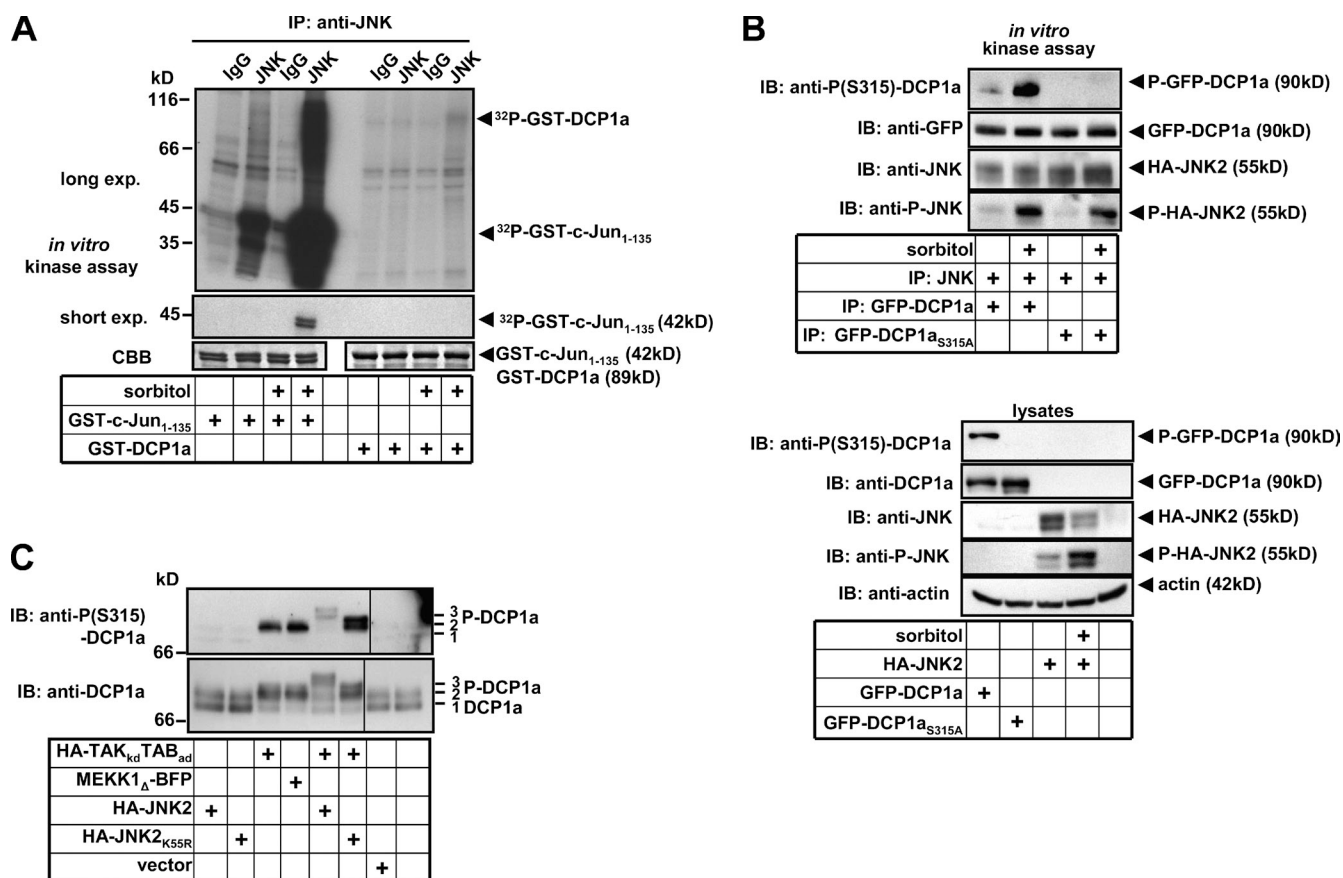 A
IP: anti-JNK
IgG JNK IgG JNK IgG JNK IgG JNK
kD
116
66
45
35
long exp.
in vitro
kinase assay
32P-GST-DCP1a
32P-GST-c-Jun1-135
short exp.
45
32P-GST-c-Jun1-135 (42kD)
CBB
GST-c-Jun1-135 (42kD)
GST-DCP1a (89kD)
sorbitol + + + +
GST-c-Jun1-135 + + + +
GST-DCP1a + + + +
B
in vitro
kinase assay
IB: anti-P(S315)-DCP1a P-GFP-DCP1a (90kD)
IB: anti-GFP GFP-DCP1a (90kD)
IB: anti-JNK HA-JNK2 (55kD)
IB: anti-P-JNK P-HA-JNK2 (55kD)
sorbitol + +
IP: JNK + + + +
IP: GFP-DCP1a + +
IP: GFP-DCP1aS315A + +
lysates
IB: anti-P(S315)-DCP1a P-GFP-DCP1a (90kD)
IB: anti-DCP1a GFP-DCP1a (90kD)
IB: anti-JNK HA-JNK2 (55kD)
IB: anti-P-JNK P-HA-JNK2 (55kD)
IB: anti-actin actin (42kD)
sorbitol +
HA-JNK2 + +
GFP-DCP1a +
GFP-DCP1aS315A +
C
kD
IB: anti-P(S315)
-DCP1a
66
3
2 P-DCP1a
1
IB: anti-DCP1a
66
3
2 P-DCP1a
1 DCP1a
HA-TAKkdTABad + + +
MEKK1Δ-BFP +
HA-JNK2 + +
HA-JNK2K55R + +
vector +